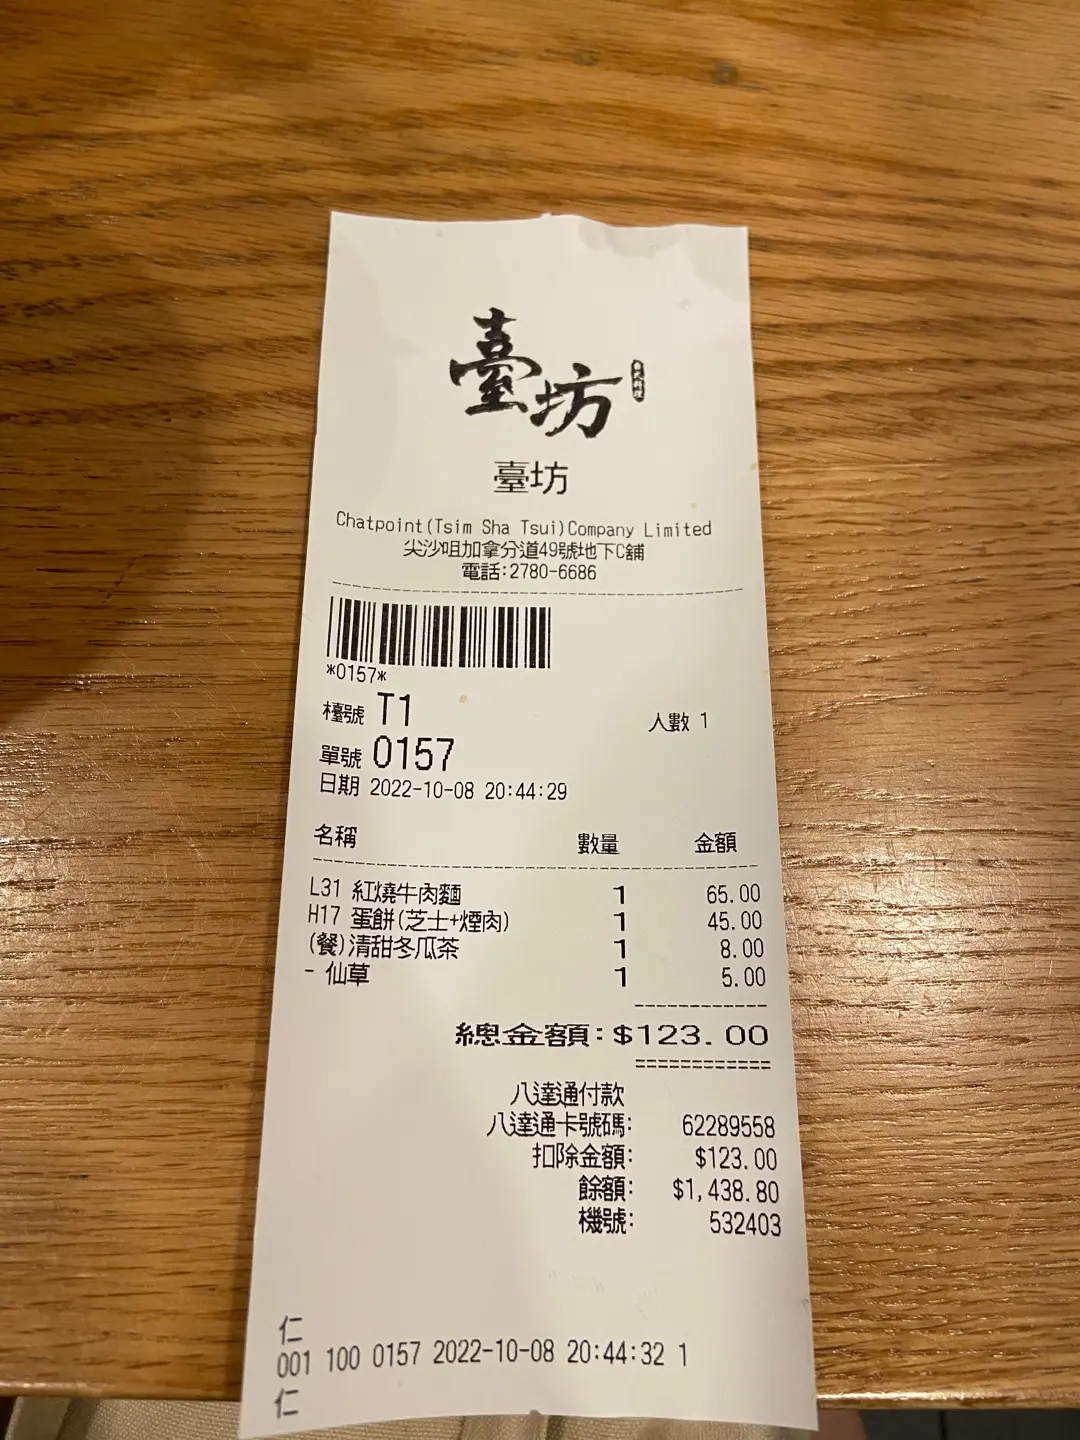 臺坊
臺式料理
臺坊
Chatpoint(Tsim Sha Tsui)Company Limited
尖沙咀加拿分道49號地下C舖
電話:2780-6686
*0157*
檯號 T1 人數 1
單號 0157
日期 2022-10-08 20:44:29
名稱 數量 金額
L31 紅燒牛肉麵 1 65.00
H17 蛋餅(芝士+煙肉) 1 45.00
(餐)清甜冬瓜茶 1 8.00
- 仙草 1 5.00
總金額:$123.00
八達通付款
八達通卡號碼: 62289558
扣除金額: $123.00
餘額: $1,438.80
機號: 532403
仁
001 100 0157 2022-10-08 20:44:32 1
仁